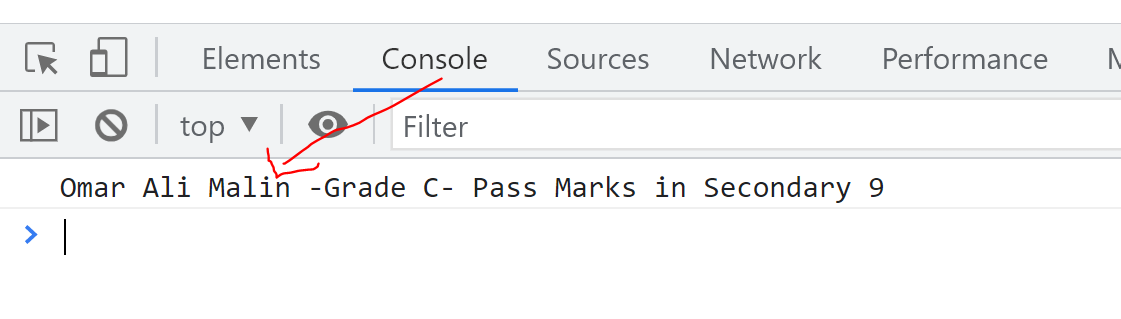 Elements Console Sources Network Performance
top Filter
Omar Ali Malin -Grade C- Pass Marks in Secondary 9